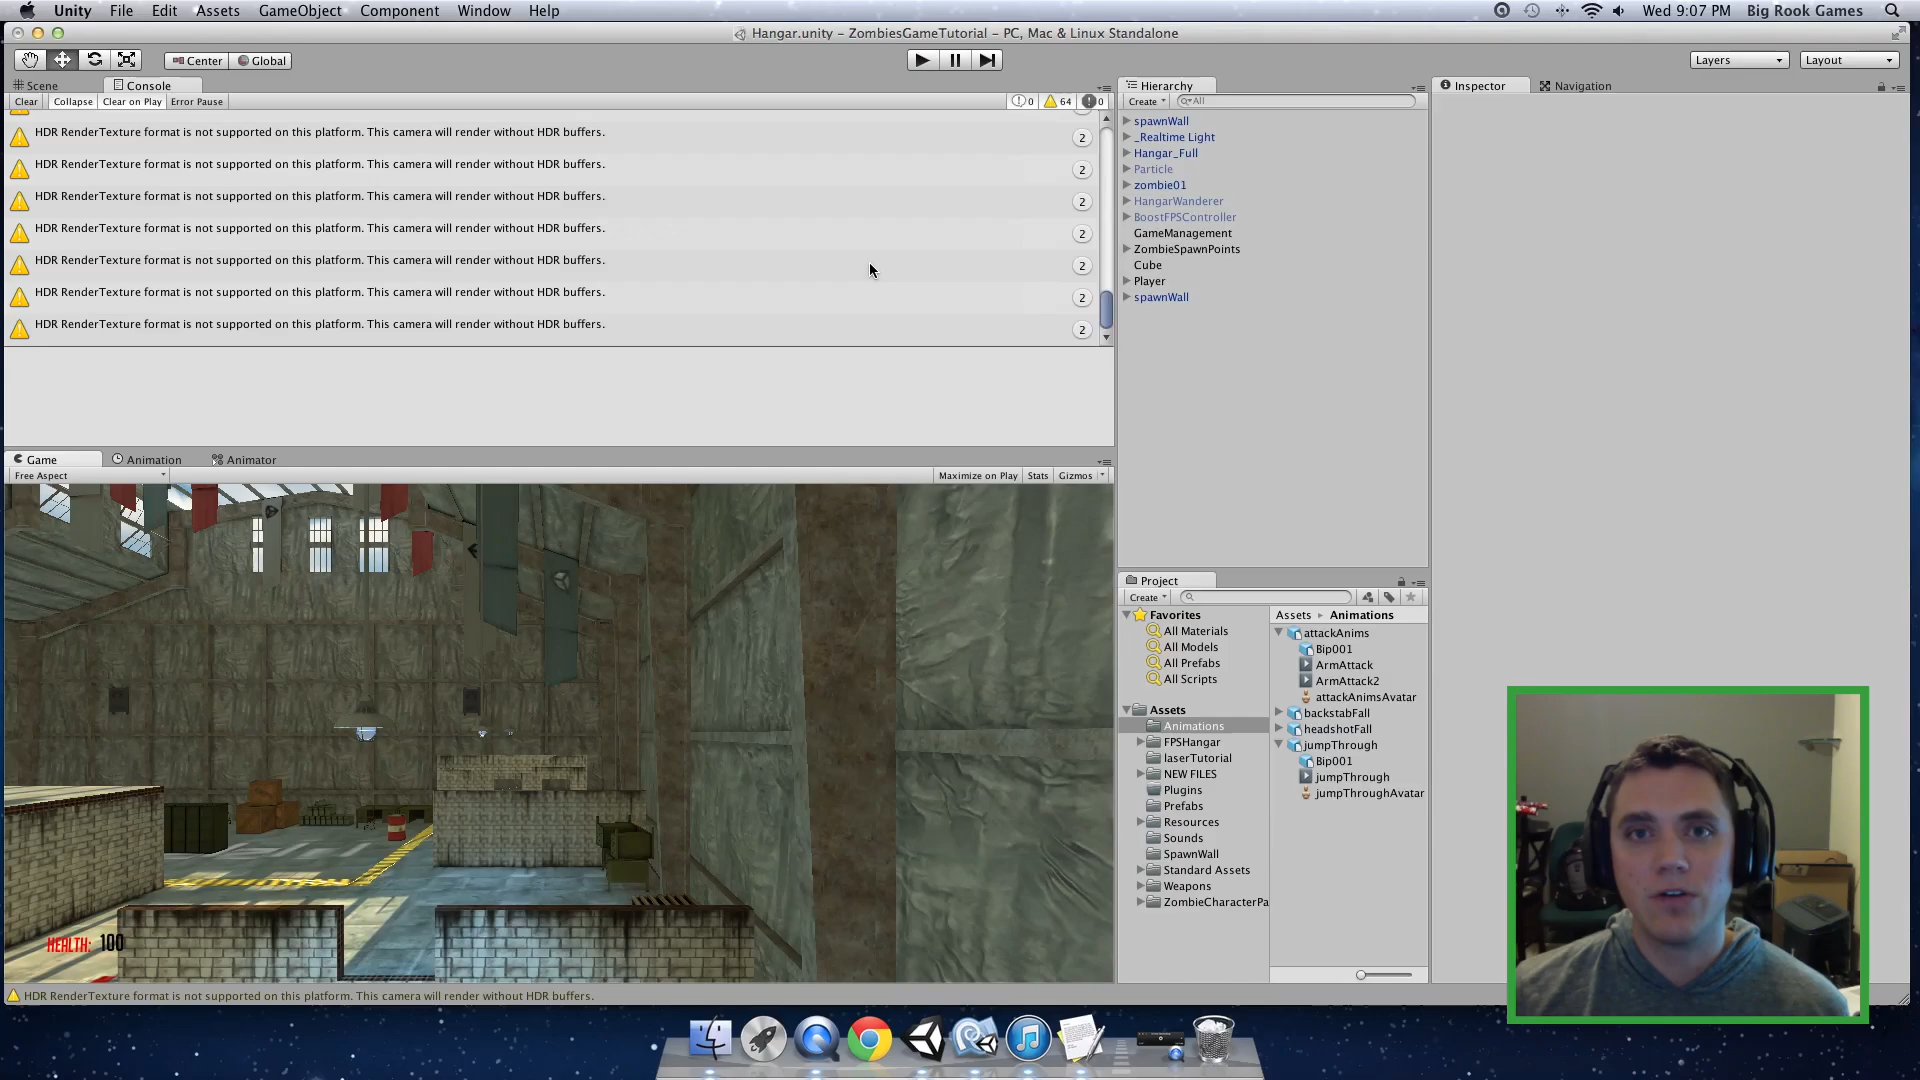 Unity File Edit Assets GameObject Component Window Help Wed 9:07 PM Big Rook Games
Hangar.unity - ZombiesGameTutorial - PC, Mac & Linux Standalone
Center Global Layers Layout
Scene Console
Clear Collapse Clear on Play Error Pause 0 64 0
HDR RenderTexture format is not supported on this platform. This camera will render without HDR buffers. 2
HDR RenderTexture format is not supported on this platform. This camera will render without HDR buffers. 2
HDR RenderTexture format is not supported on this platform. This camera will render without HDR buffers. 2
HDR RenderTexture format is not supported on this platform. This camera will render without HDR buffers. 2
HDR RenderTexture format is not supported on this platform. This camera will render without HDR buffers. 2
HDR RenderTexture format is not supported on this platform. This camera will render without HDR buffers. 2
HDR RenderTexture format is not supported on this platform. This camera will render without HDR buffers. 2
Game Animation Animator
Free Aspect Maximize on Play Stats Gizmos
HEALTH: 100
HDR RenderTexture format is not supported on this platform. This camera will render without HDR buffers.
Hierarchy
Create All
spawnWall
_Realtime Light
Hangar_Full
Particle
zombie01
HangarWanderer
BoostFPSController
GameManagement
ZombieSpawnPoints
Cube
Player
spawnWall
Project
Create
Favorites
All Materials
All Models
All Prefabs
All Scripts
Assets
Animations
FPSHangar
laserTutorial
NEW FILES
Plugins
Prefabs
Resources
Sounds
SpawnWall
Standard Assets
Weapons
ZombieCharacterPa
Assets Animations
attackAnims
Bip001
ArmAttack
ArmAttack2
attackAnimsAvatar
backstabFall
headshotFall
jumpThrough
Bip001
jumpThrough
jumpThroughAvatar
Inspector Navigation